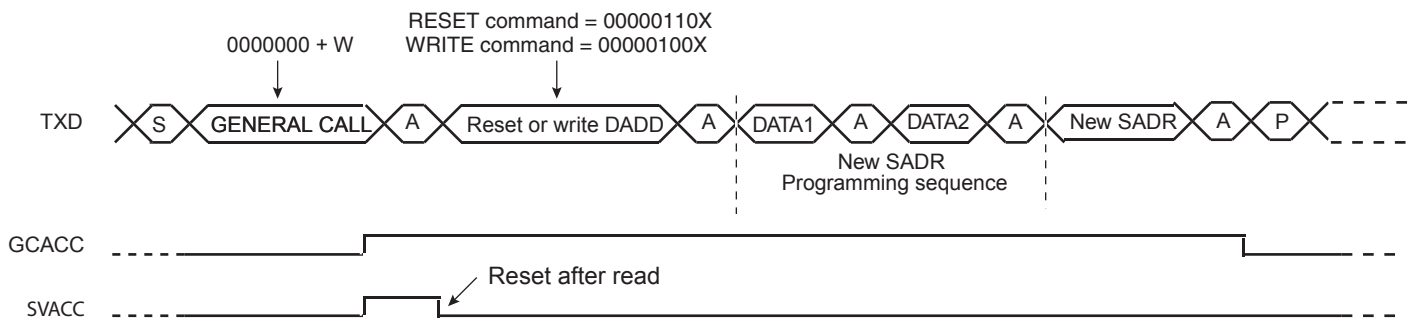 RESET command = 00000110X
0000000 + W
WRITE command = 00000100X
TXD
S
GENERAL CALL
A
Reset or write DADD
A
DATA1
A
DATA2
A
New SADR
A
P
New SADR
Programming sequence
GCACC
Reset after read
SVACC